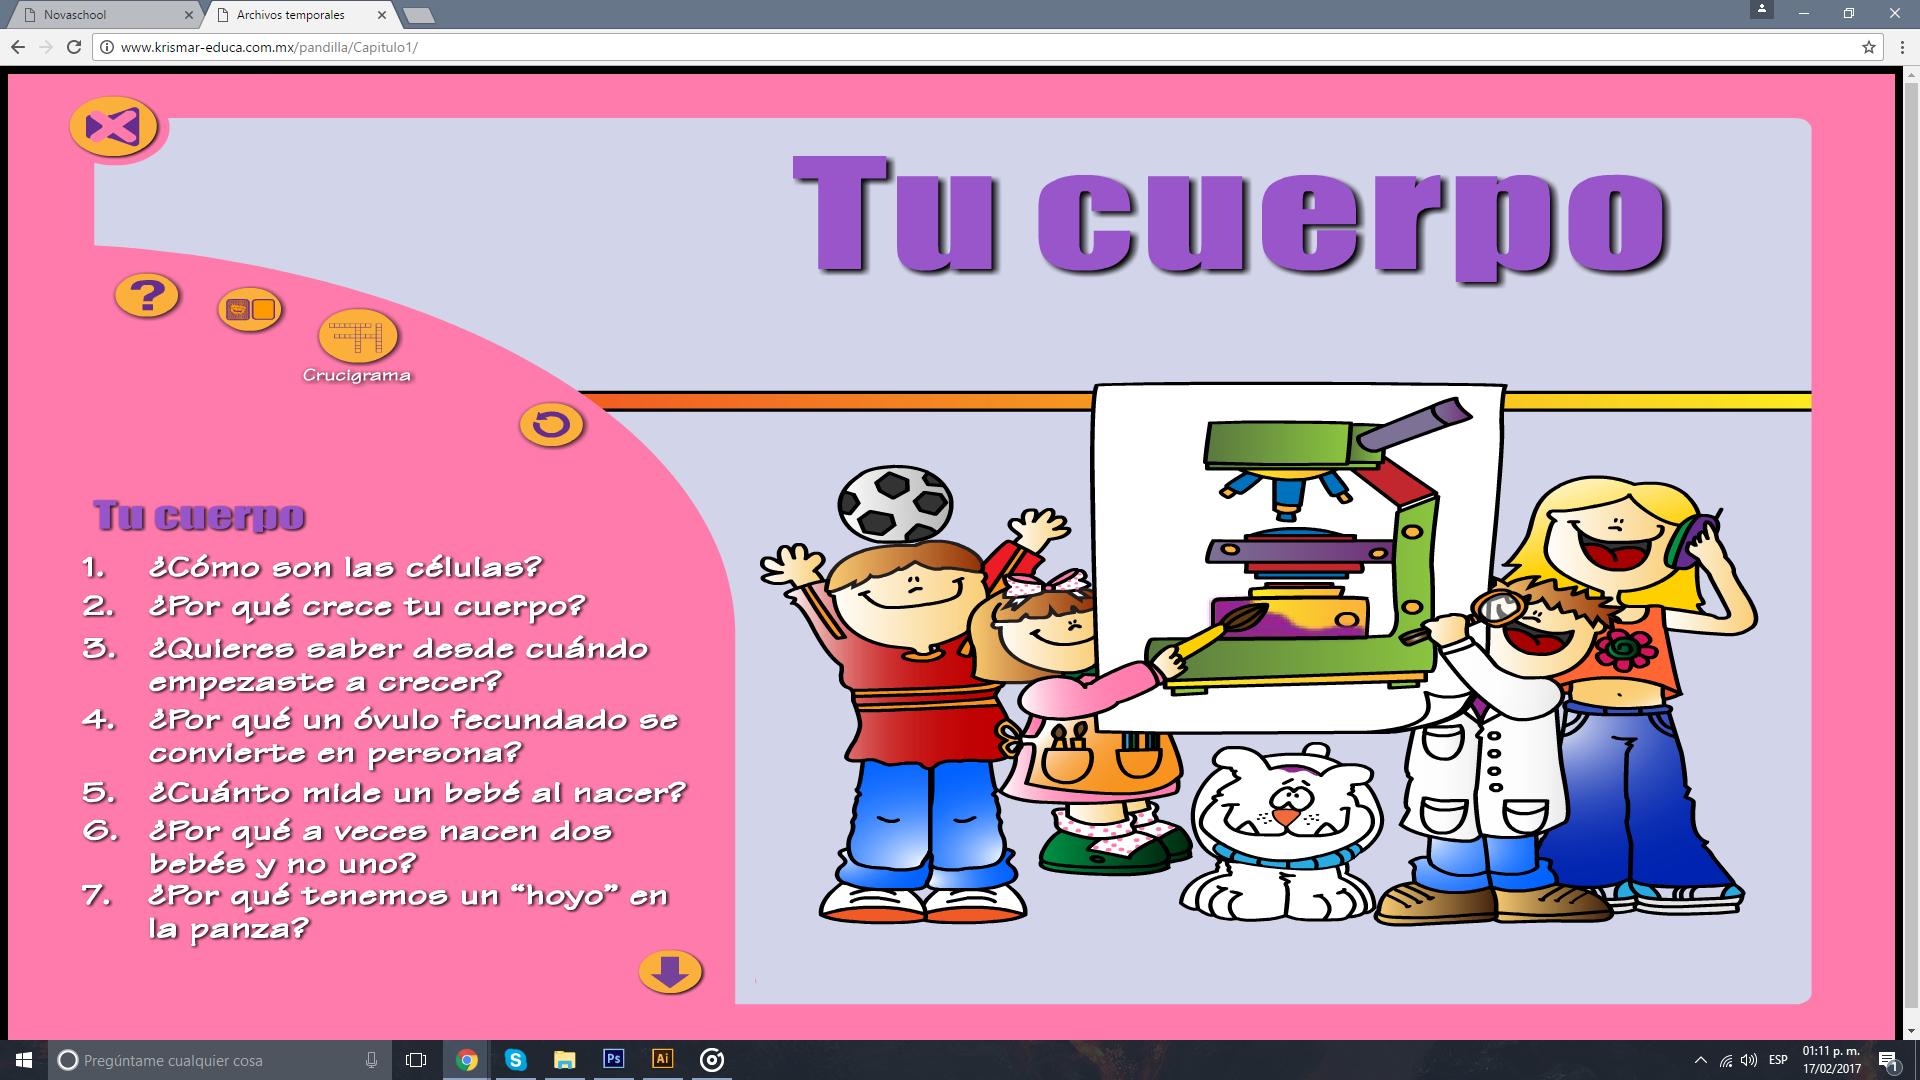 Novaschool
Archivos temporales
www.krismar-educa.com.mx/pandilla/Capitulo1/
Tu cuerpo
Crucigrama
Tu cuerpo
1. ¿Cómo son las células?
2. ¿Por qué crece tu cuerpo?
3. ¿Quieres saber desde cuándo
empezaste a crecer?
4. ¿Por qué un óvulo fecundado se
convierte en persona?
5. ¿Cuánto mide un bebé al nacer?
6. ¿Por qué a veces nacen dos
bebés y no uno?
7. ¿Por qué tenemos un “hoyo” en
la panza?
Pregúntame cualquier cosa
Ps
Ai
ESP
01:11 p. m.
17/02/2017
1